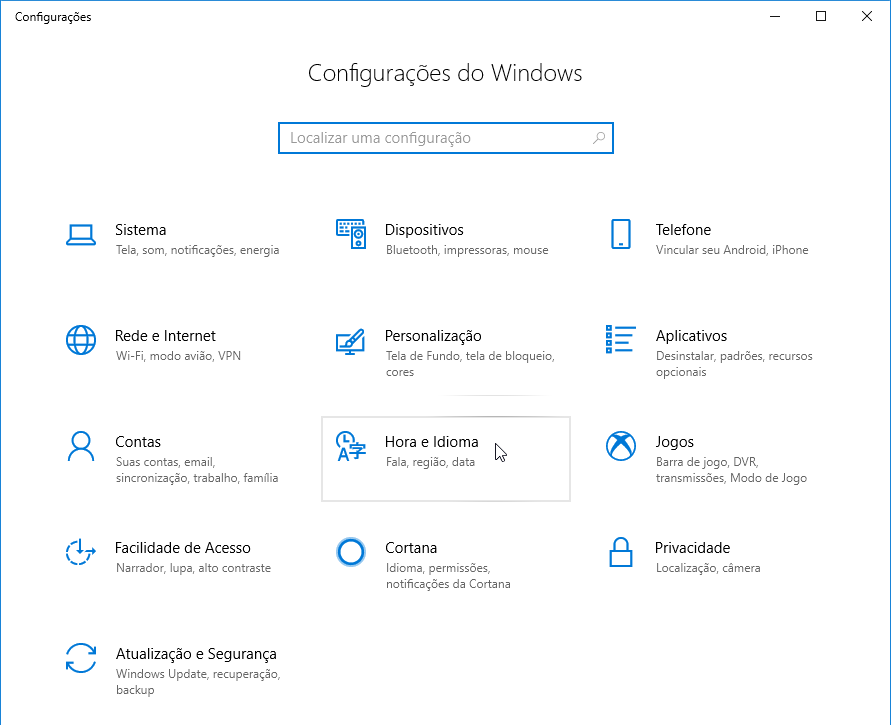 Configurações
Configurações do Windows
Localizar uma configuração
Sistema
Tela, som, notificações, energia
Dispositivos
Bluetooth, impressoras, mouse
Telefone
Vincular seu Android, iPhone
Rede e Internet
Wi-Fi, modo avião, VPN
Personalização
Tela de Fundo, tela de bloqueio,
cores
Aplicativos
Desinstalar, padrões, recursos
opcionais
Contas
Suas contas, email,
sincronização, trabalho, família
Hora e Idioma
Fala, região, data
Jogos
Barra de jogo, DVR,
transmissões, Modo de Jogo
Facilidade de Acesso
Narrador, lupa, alto contraste
Cortana
Idioma, permissões,
notificações da Cortana
Privacidade
Localização, câmera
Atualização e Segurança
Windows Update, recuperação,
backup